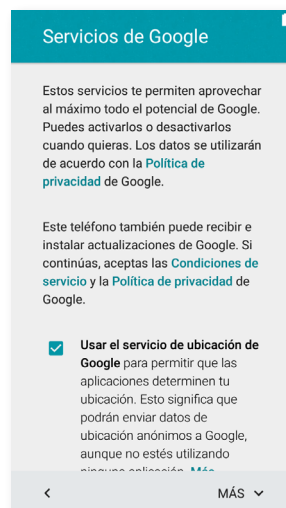 Servicios de Google
Estos servicios te permiten aprovechar
al máximo todo el potencial de Google.
Puedes activarlos o desactivarlos
cuando quieras. Los datos se utilizarán
de acuerdo con la Política de
privacidad de Google.
Este teléfono también puede recibir e
instalar actualizaciones de Google. Si
continúas, aceptas las Condiciones de
servicio y la Política de privacidad de
Google.
Usar el servicio de ubicación de
Google para permitir que las
aplicaciones determinen tu
ubicación. Esto significa que
podrán enviar datos de
ubicación anónimos a Google,
aunque no estés utilizando
ninguna aplicación. Más
MÁS